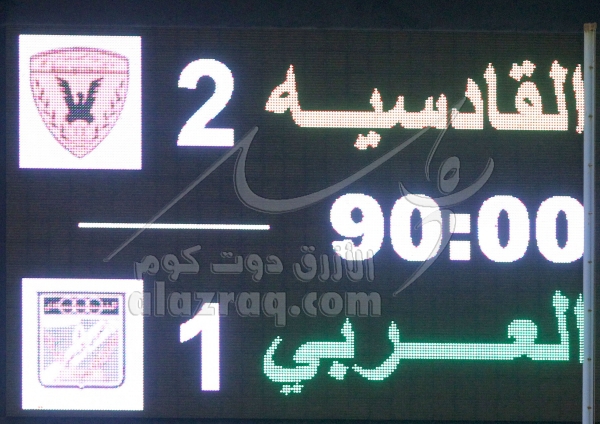 2 القادسيه
90:00
الأزرق دوت كوم
alazraq.com
1 العربي